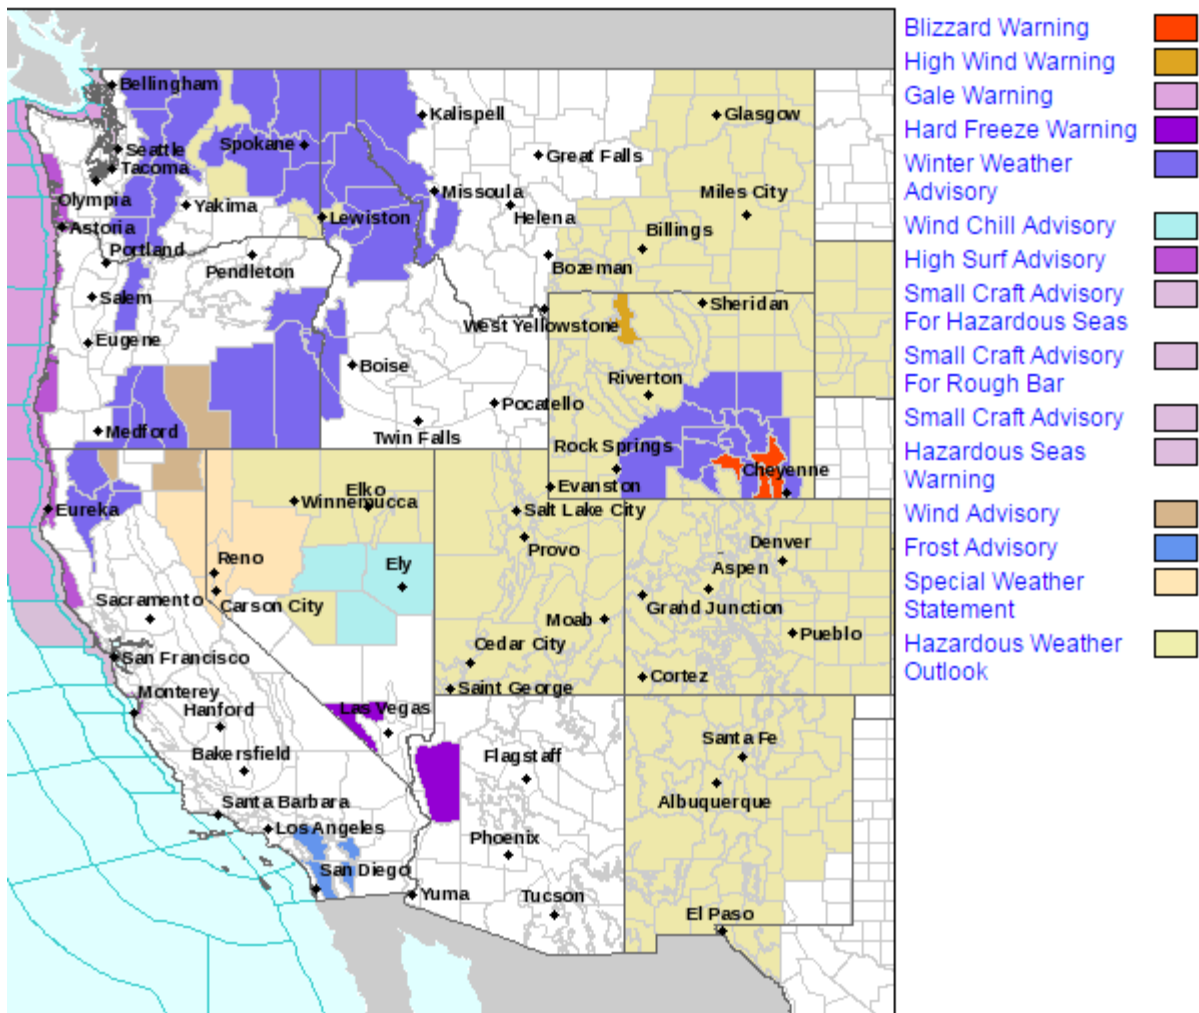 Bellingham
Kalispell
Glasgow
Seattle
Spokane
Great Falls
Tacoma
Olympia
Yakima
Lewiston
Missoula
Helena
Miles City
Astoria
Portland
Pendleton
Billings
Bozeman
Salem
West Yellowstone
Sheridan
Eugene
Boise
Riverton
Pocatello
Medford
Twin Falls
Rock Springs
Cheyenne
Eureka
Elko
Winnemucca
Evanston
Salt Lake City
Provo
Denver
Reno
Ely
Aspen
Sacramento
Carson City
Grand Junction
Moab
Pueblo
San Francisco
Cedar City
Cortez
Monterey
Saint George
Hanford
Las Vegas
Bakersfield
Flagstaff
Santa Fe
Albuquerque
Santa Barbara
Los Angeles
Phoenix
San Diego
Yuma
Tucson
El Paso
Blizzard Warning
High Wind Warning
Gale Warning
Hard Freeze Warning
Winter Weather
Advisory
Wind Chill Advisory
High Surf Advisory
Small Craft Advisory
For Hazardous Seas
Small Craft Advisory
For Rough Bar
Small Craft Advisory
Hazardous Seas
Warning
Wind Advisory
Frost Advisory
Special Weather
Statement
Hazardous Weather
Outlook